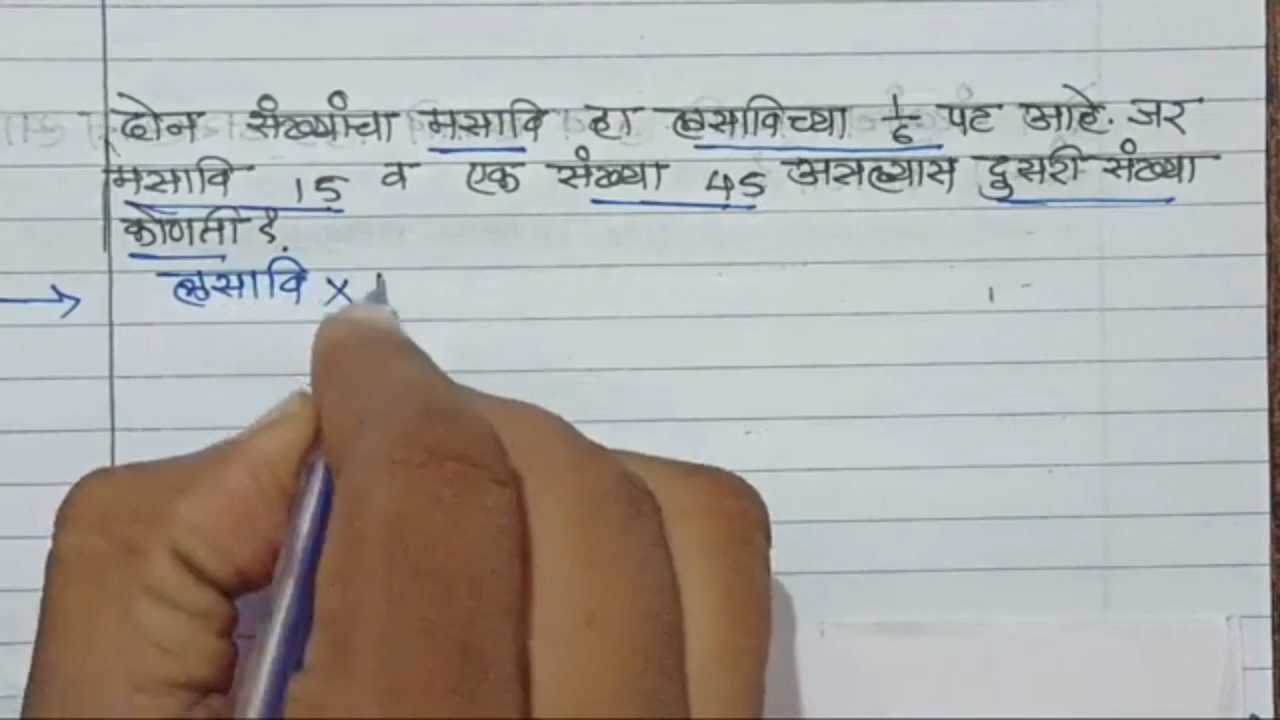 दोन संख्यांचा मसावि हा लसाविच्या 1/6 पट आहे. जर
मसावि 15 व एक संख्या 45 असल्यास दुसरी संख्या
कोणती ?.
→ लसावि ×